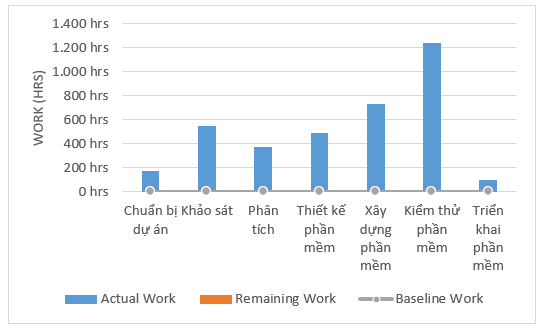 1.400 hrs
1.200 hrs
1.000 hrs
800 hrs
600 hrs
400 hrs
200 hrs
0 hrs
WORK (HRS)
Chuẩn bị
dự án
Khảo sát
Phân
tích
Thiết kế
phần
mềm
Xây
dựng
phần
mềm
Kiểm thử
phần
mềm
Triển
khai
phần
mềm
Actual Work
Remaining Work
Baseline Work